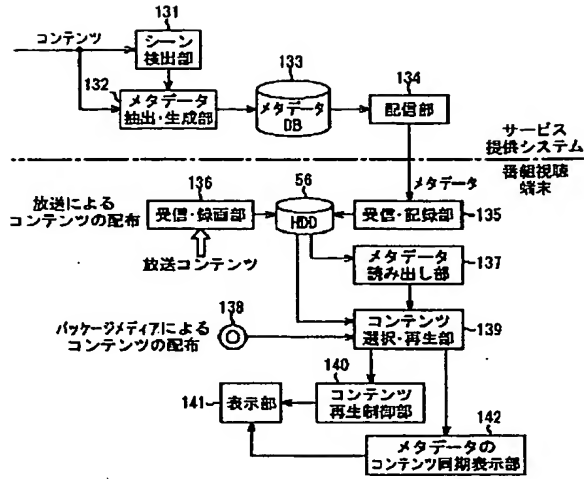 131
コンテンツ
シーン
検出部
132
メタデータ
抽出・生成部
133
メタデータ
DB
134
配信部
サービス
提供システム
番組視聴
端末
メタデータ
放送による
コンテンツの配布
136
受信・録画部
放送コンテンツ
56
HDD
受信・記録部
135
メタデータ
読み出し部
137
138
パッケージメディアによる
コンテンツの配布
コンテンツ
選択・再生部
139
140
コンテンツ
再生制御部
141
表示部
142
メタデータの
コンテンツ同期表示部